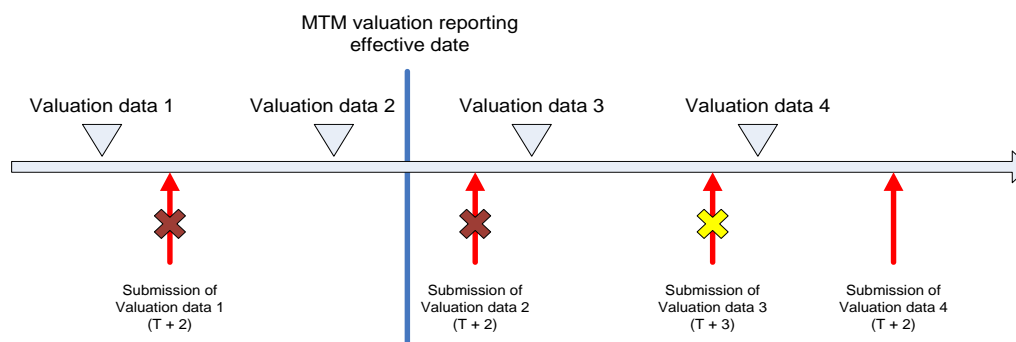 MTM valuation reporting
effective date
Valuation data 1
Valuation data 2
Valuation data 3
Valuation data 4
Submission of
Valuation data 1
(T + 2)
Submission of
Valuation data 2
(T + 2)
Submission of
Valuation data 3
(T + 3)
Submission of
Valuation data 4
(T + 2)